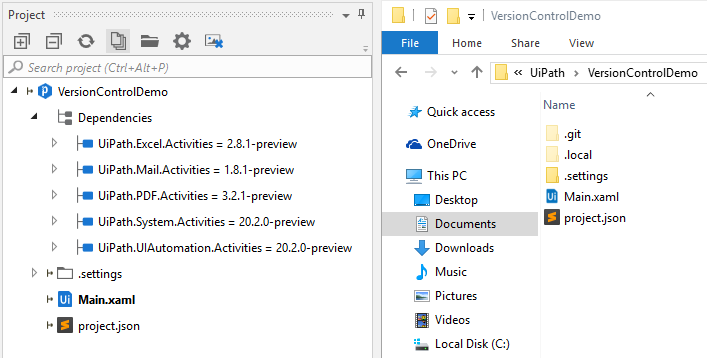 Project
Search project (Ctrl+Alt+P)
VersionControlDemo
Dependencies
UiPath.Excel.Activities = 2.8.1-preview
UiPath.Mail.Activities = 1.8.1-preview
UiPath.PDF.Activities = 3.2.1-preview
UiPath.System.Activities = 20.2.0-preview
UiPath.UIAutomation.Activities = 20.2.0-preview
.settings
Ui Main.xaml
project.json
VersionControlDemo
File Home Share View
« UiPath > VersionControlDemo
Quick access
OneDrive
This PC
Desktop
Documents
Downloads
Music
Pictures
Videos
Local Disk (C:)
Name
.git
.local
.settings
Ui Main.xaml
project.json